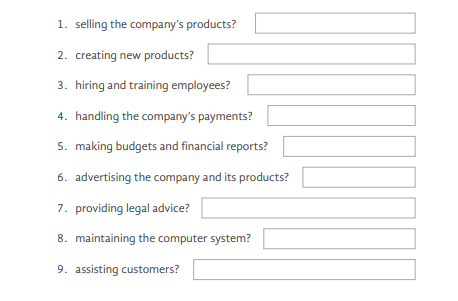 1. selling the company's products?
2. creating new products?
3. hiring and training employees?
4. handling the company's payments?
5. making budgets and financial reports?
6. advertising the company and its products?
7. providing legal advice?
8. maintaining the computer system?
9. assisting customers?